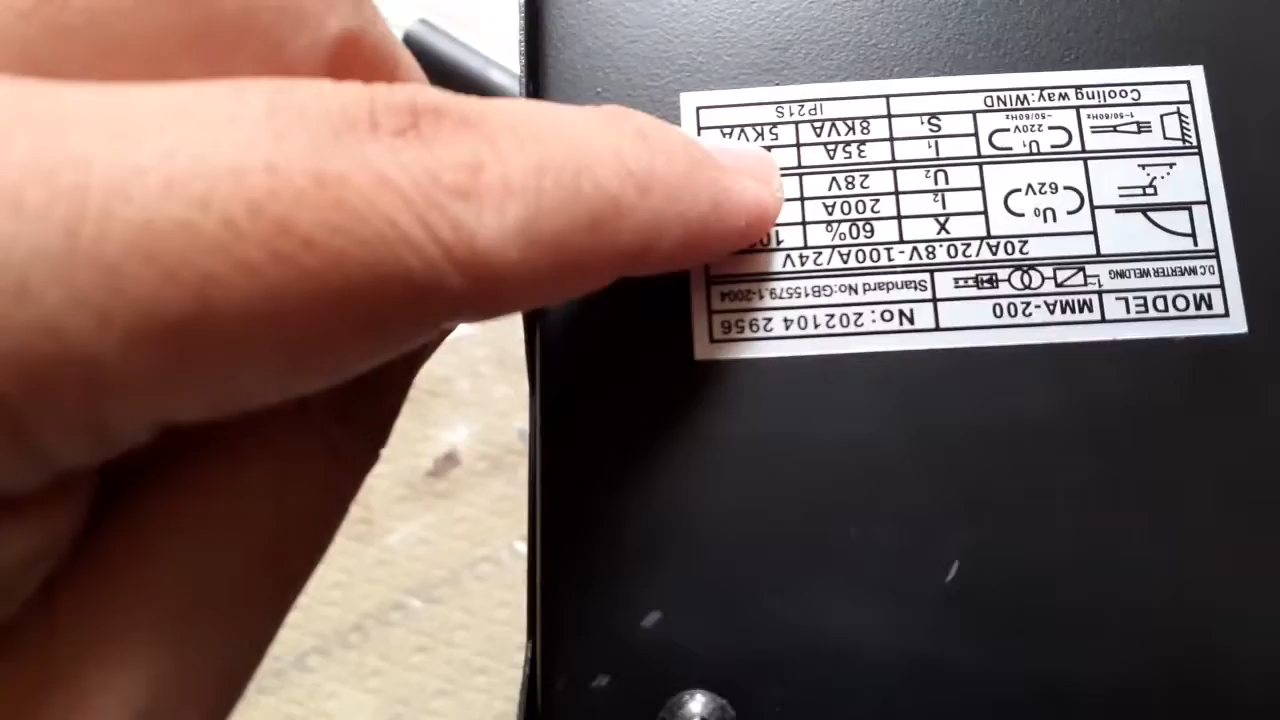 MODEL MMA-200 No:202104 2956
D.C INVERTER WELDING 1~ Standard No:GB15579.1-2004
20A/20.8V-100A/24V
X 60%
U₀ 62V I₂ 200A
U₂ 28V
I₁ 35A
1~50/60Hz U₁ 220V ~50/60Hz S₁ 8KVA 5KVA
Cooling way:WIND IP21S